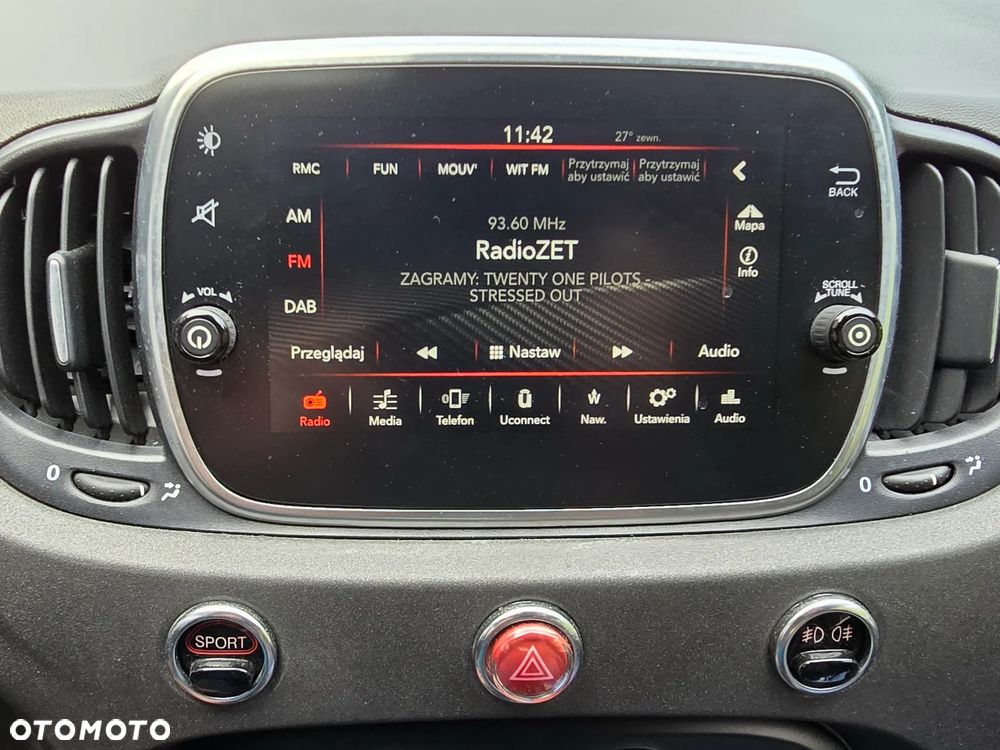 11:42
27° zewn.
RMC
FUN
MOUV'
WIT FM
Przytrzymaj
aby ustawić
Przytrzymaj
aby ustawić
BACK
AM
93.60 MHz
Mapa
RadioZET
FM
Info
ZAGRAMY: TWENTY ONE PILOTS -
STRESSED OUT
VOL
SCROLL
TUNE
DAB
Przeglądaj
Nastaw
Audio
Radio
Media
Telefon
Uconnect
Naw.
Ustawienia
Audio
0
0
SPORT
OTOMOTO